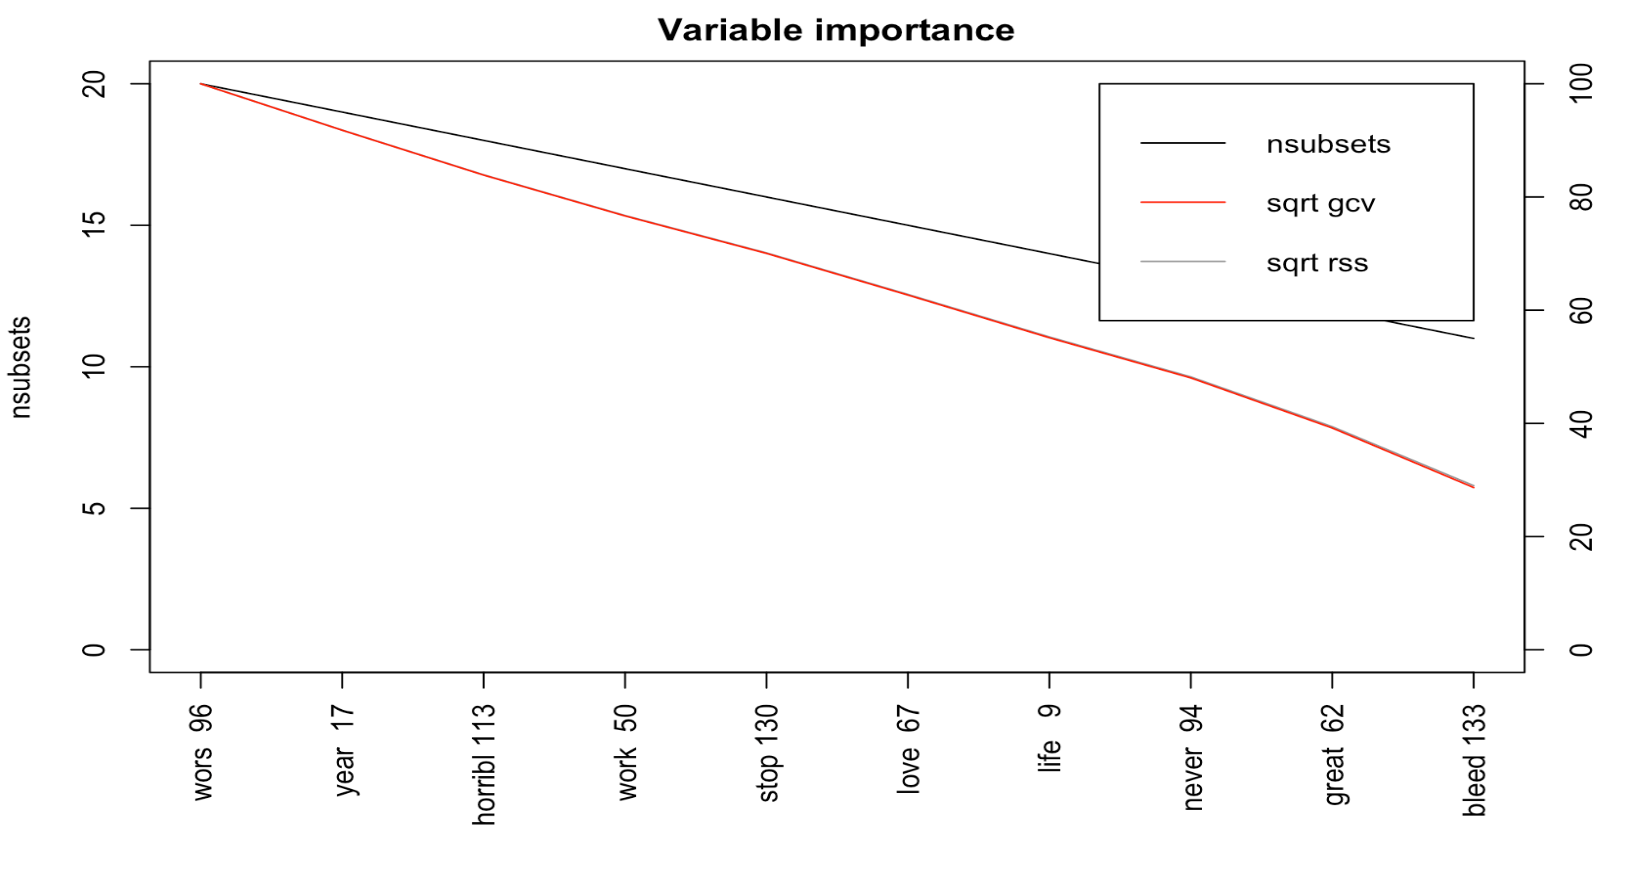 Variable importance
nsubsets
20
15
10
5
0
100
80
60
40
20
0
nsubsets
sqrt gcv
sqrt rss
wors 96
year 17
horribl 113
work 50
stop 130
love 67
life 9
never 94
great 62
bleed 133